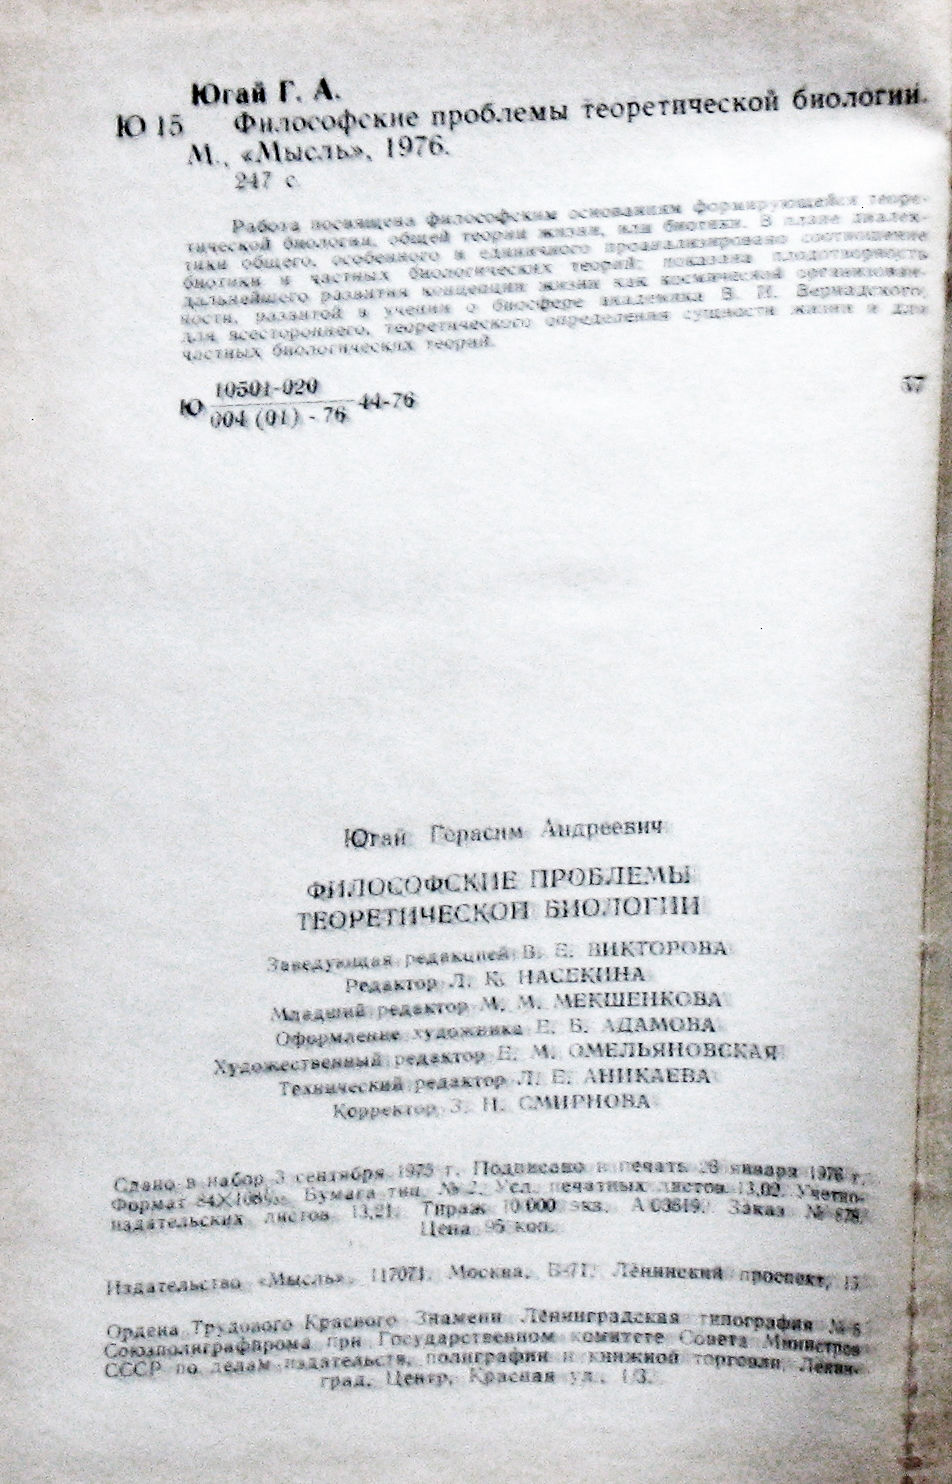 Югай Г. А.
Ю 15 Философские проблемы теоретической биологии.
М., «Мысль», 1976.
247 с.
Работа посвящена философским основаниям формирующейся теоре-
тической биологии, общей теории жизни, или биотики. В плане диалек-
тики общего, особенного и единичного проанализировано соотношение
биотики и частных биологических теорий; показана плодотворность
дальнейшего развития концепции жизни как космической организован-
ности, развитой в учении о биосфере академика В. И. Вернадского,
для всестороннего, теоретического определения сущности жизни и для
частных биологических теорий.
Ю 10501-020
004 (01) - 76 44-76
57
Югай Герасим Андреевич
ФИЛОСОФСКИЕ ПРОБЛЕМЫ
ТЕОРЕТИЧЕСКОЙ БИОЛОГИИ
Заведующая редакцией В. Е. ВИКТОРОВА
Редактор Л. К. НАСЕКИНА
Младший редактор М. М. МЕКШЕНКОВА
Оформление художника Е. Б. АДАМОВА
Художественный редактор Е. М. ОМЕЛЬЯНОВСКАЯ
Технический редактор Л. Е. АНИКАЕВА
Корректор З. Н. СМИРНОВА
Сдано в набор 3 сентября 1975 г. Подписано в печать 28 января 1976 г.
Формат Бумага тип. № 2. Усл. печатных листов 13,02. Учетно-
издательских листов 13,21. Тираж 10 000 экз. А 03619. Заказ № 878.
Цена 95 коп.
Издательство «Мысль». 117071. Москва, В-71, Ленинский проспект, 15
Ордена Трудового Красного Знамени Ленинградская типография № 5
Союзполиграфпрома при Государственном комитете Совета Министров
СССР по делам издательств, полиграфии и книжной торговли, Ленин-
град, Центр, Красная ул., 1/3.